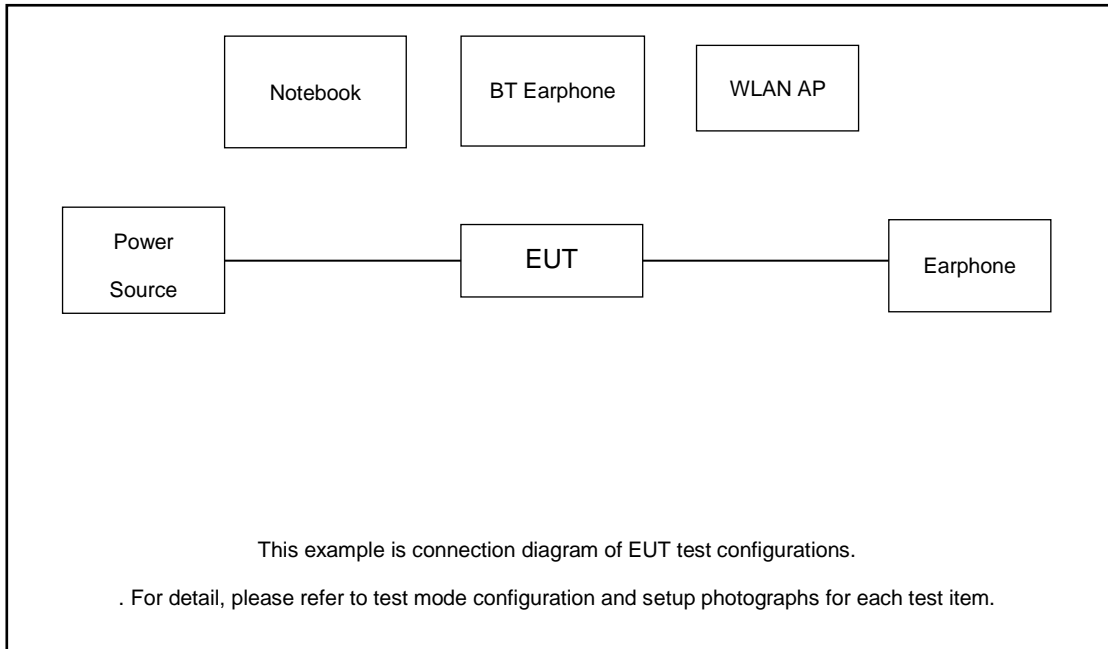 Notebook
BT Earphone
WLAN AP
Power
Source
EUT
Earphone
This example is connection diagram of EUT test configurations.
. For detail, please refer to test mode configuration and setup photographs for each test item.